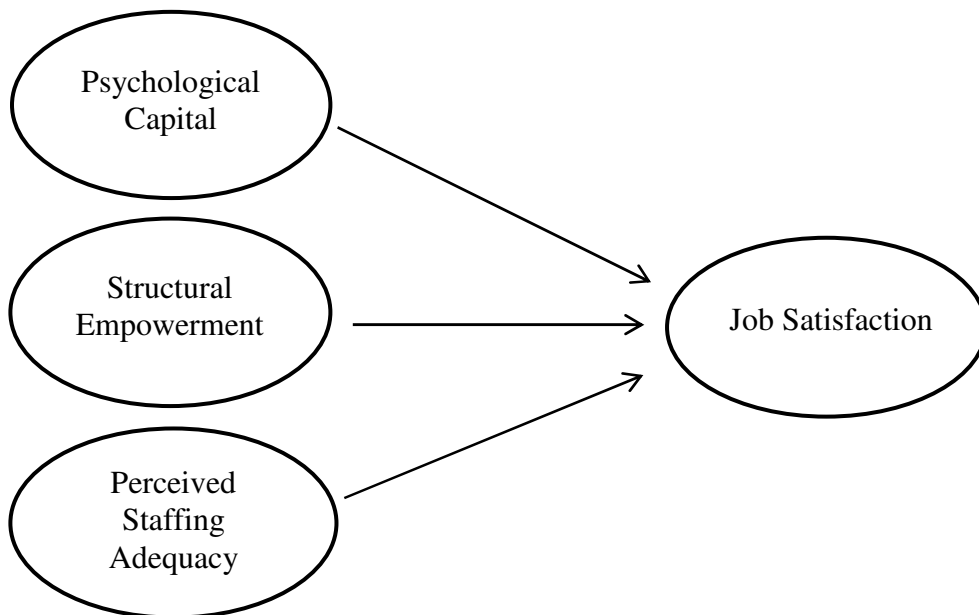 Psychological
Capital
Structural
Empowerment
Job Satisfaction
Perceived
Staffing
Adequacy